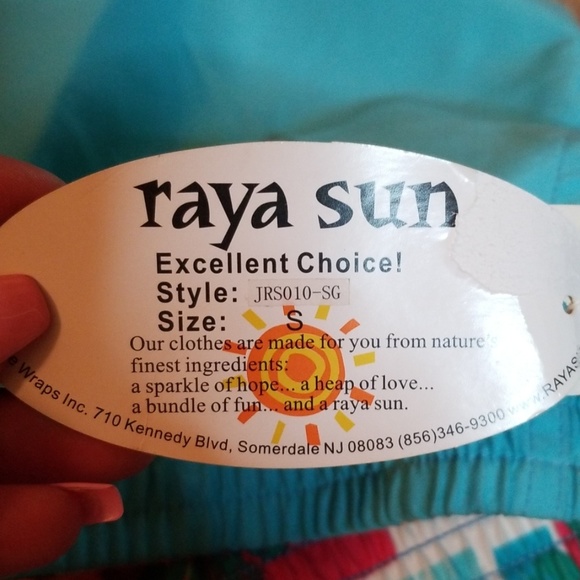 raya sun
Excellent Choice!
Style: JRS010-SG
Size: S
Our clothes are made for you from nature's
finest ingredients:
a sparkle of hope... a heap of love...
a bundle of fun... and a raya sun.
Wraps Inc. 710 Kennedy Blvd, Somerdale NJ 08083 (856)346-9300